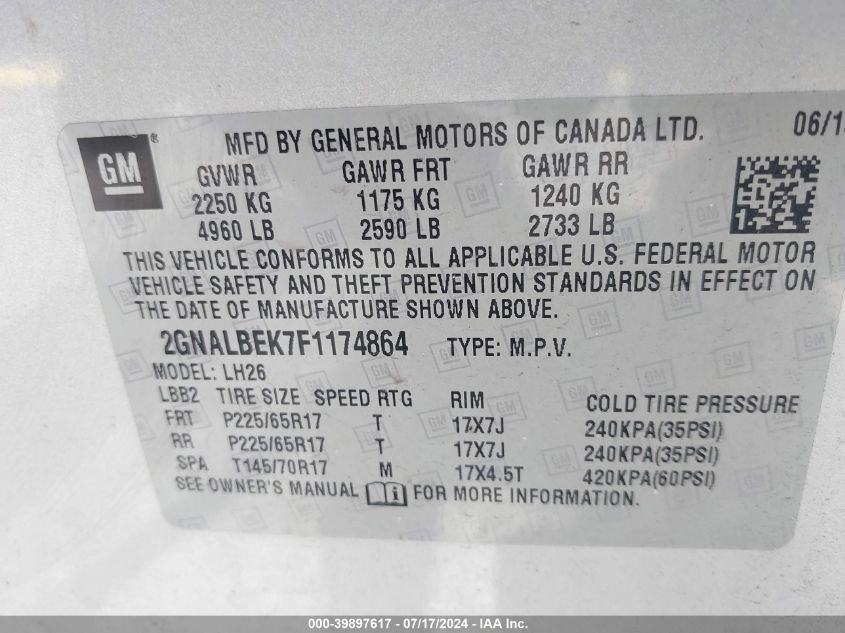 GM ®
MFD BY GENERAL MOTORS OF CANADA LTD. 06/1
GVWR GAWR FRT GAWR RR
2250 KG 1175 KG 1240 KG
4960 LB 2590 LB 2733 LB
THIS VEHICLE CONFORMS TO ALL APPLICABLE U.S. FEDERAL MOTOR
VEHICLE SAFETY AND THEFT PREVENTION STANDARDS IN EFFECT ON
THE DATE OF MANUFACTURE SHOWN ABOVE.
2GNALBEK7F1174864 TYPE: M.P.V.
MODEL: LH26
LBB2 TIRE SIZE SPEED RTG RIM COLD TIRE PRESSURE
FRT P225/65R17 T 17X7J 240KPA(35PSI)
RR P225/65R17 T 17X7J 240KPA(35PSI)
SPA T145/70R17 M 17X4.5T 420KPA(60PSI)
SEE OWNER'S MANUAL i FOR MORE INFORMATION.
000-39897617 - 07/17/2024 - IAA Inc.